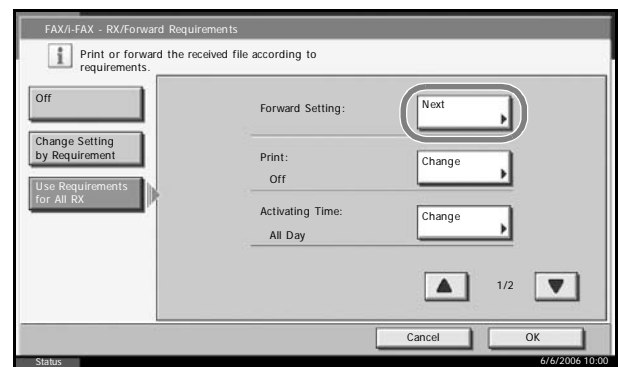 FAX/i-FAX - RX/Forward Requirements
Print or forward the received file according to
requirements.
Off
Change Setting
by Requirement
Use Requirements
for All RX
Forward Setting:
Next
Print:
Off
Change
Activating Time:
All Day
Change
1/2
Cancel
OK
Status
6/6/2006 10:00